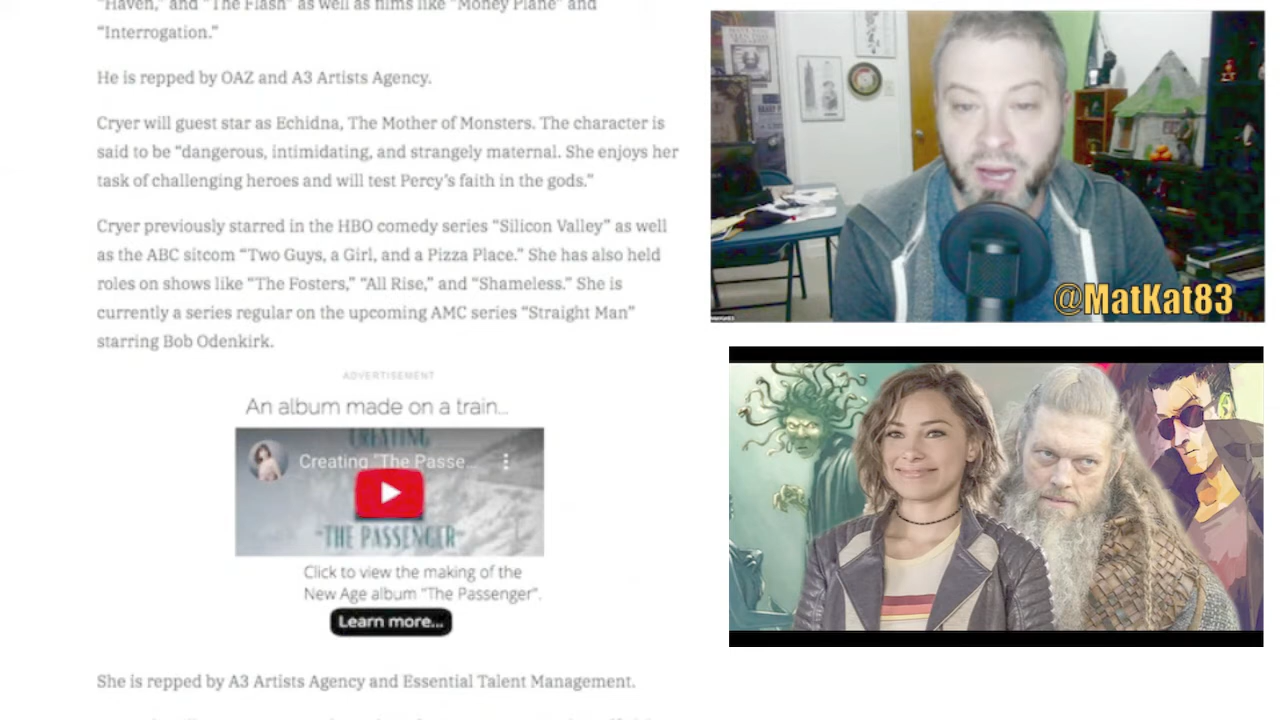 "Haven," and "The Flash" as well as films like "Money Plane" and
"Interrogation."
He is repped by OAZ and A3 Artists Agency.
Cryer will guest star as Echidna, The Mother of Monsters. The character is
said to be "dangerous, intimidating, and strangely maternal. She enjoys her
task of challenging heroes and will test Percy's faith in the gods."
Cryer previously starred in the HBO comedy series "Silicon Valley" as well
as the ABC sitcom "Two Guys, a Girl, and a Pizza Place." She has also held
roles on shows like "The Fosters," "All Rise," and "Shameless." She is
currently a series regular on the upcoming AMC series "Straight Man"
starring Bob Odenkirk.
ADVERTISEMENT
An album made on a train...
CREATING
Creating 'The Passe...
"THE PASSENGER"
Click to view the making of the
New Age album "The Passenger".
Learn more...
She is repped by A3 Artists Agency and Essential Talent Management.
@MatKat83